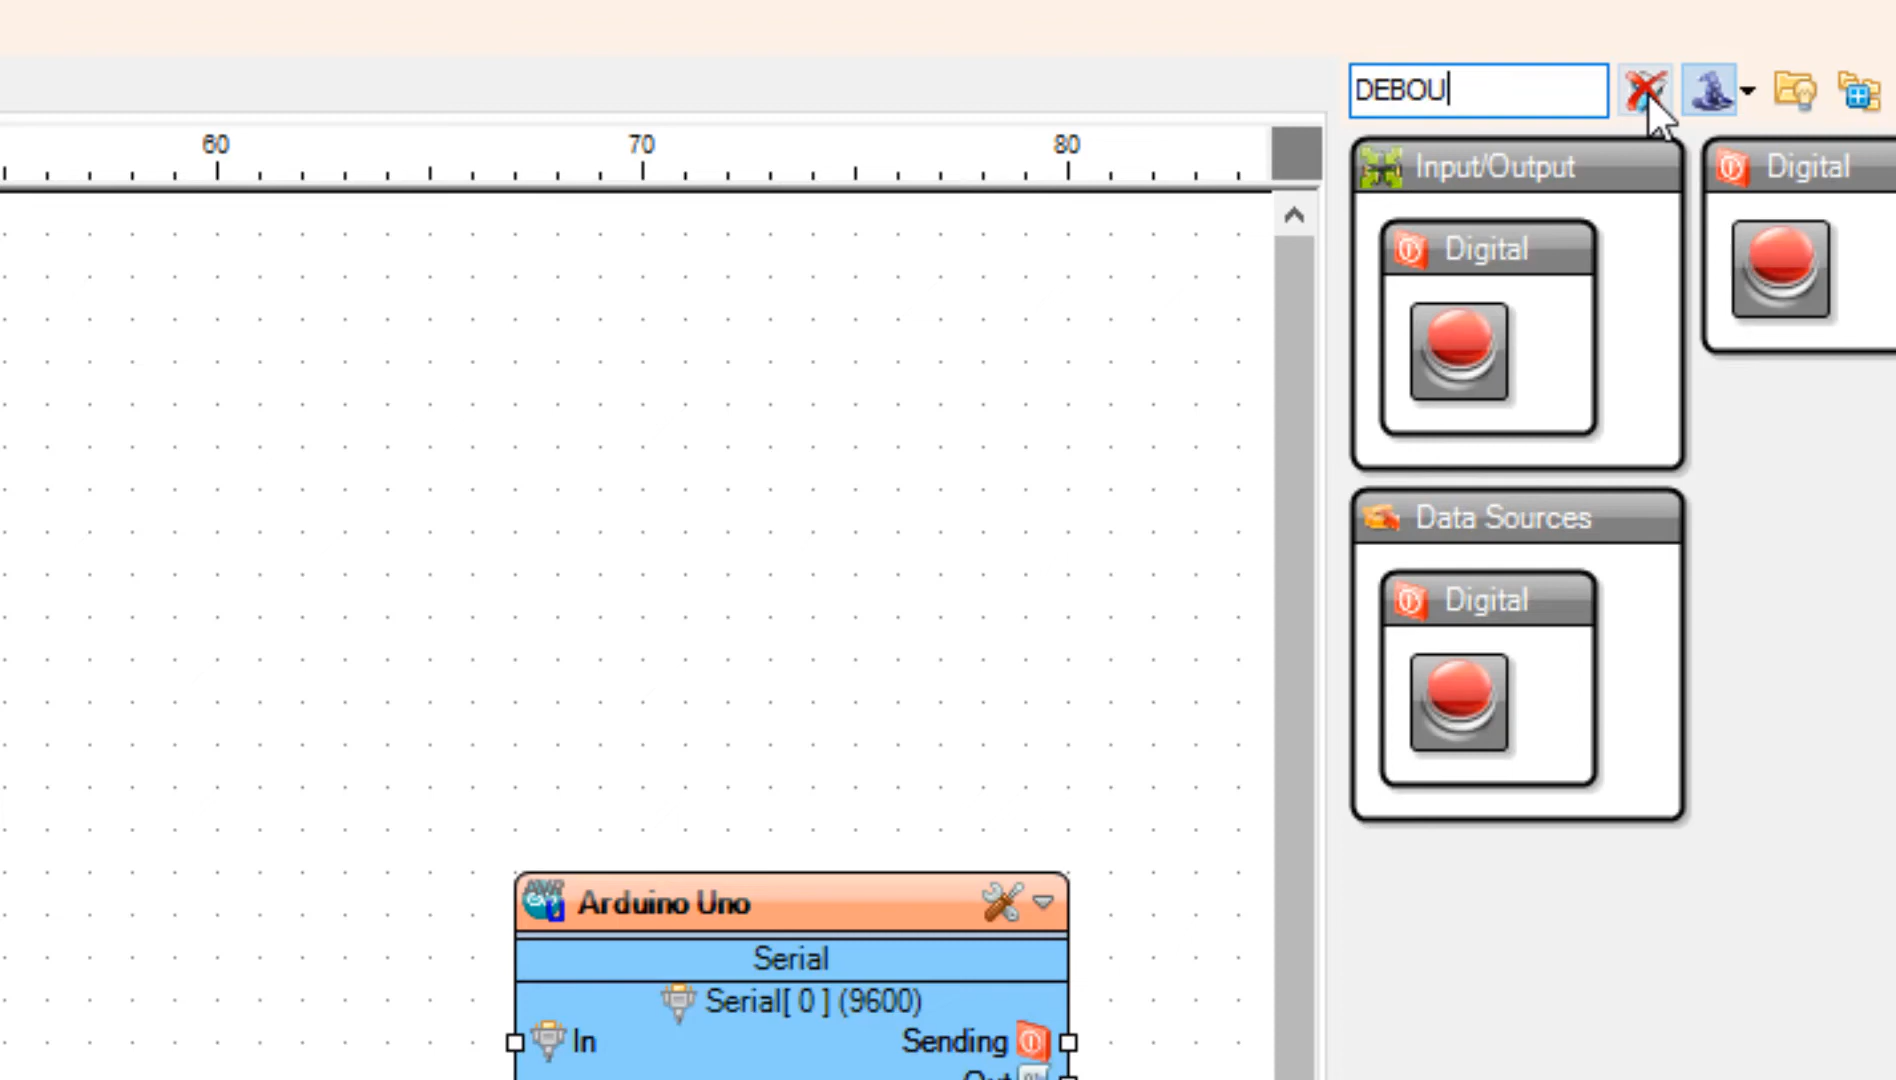 DEBOU
60 70 80
Input/Output
Digital
Digital
Data Sources
Digital
Arduino Uno
Serial
Serial[ 0 ] (9600)
In
Sending
Out